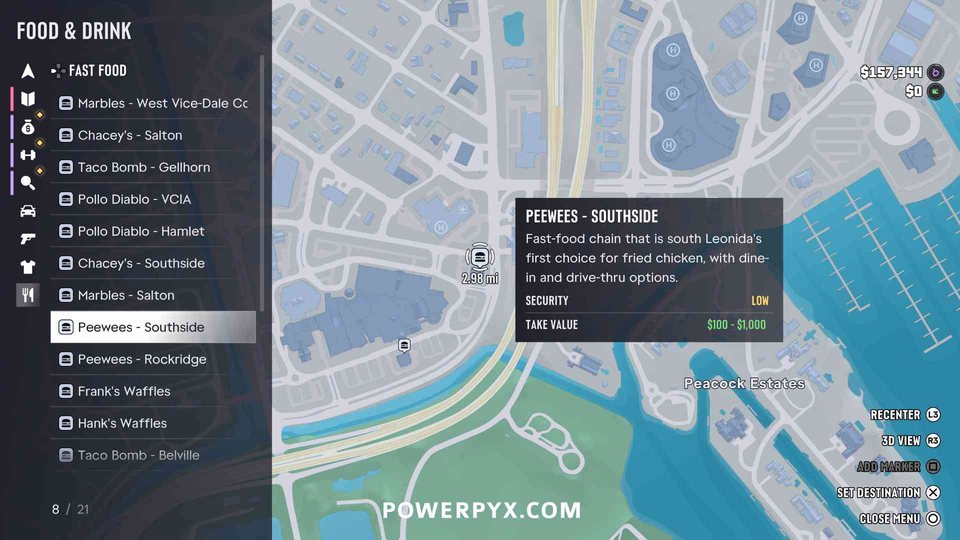 FOOD & DRINK
FAST FOOD
Marbles - West Vice-Dale Cc
Chacey's - Salton
Taco Bomb - Gellhorn
Pollo Diablo - VCIA
Pollo Diablo - Hamlet
Chacey's - Southside
Marbles - Salton
Peewees - Southside
Peewees - Rockridge
Frank's Waffles
Hank's Waffles
Taco Bomb - Belville
8 / 21
$157,344
$0
H
H
H
H
H
H
2.98 mi
PEEWEES - SOUTHSIDE
Fast-food chain that is south Leonida's
first choice for fried chicken, with dine-
in and drive-thru options.
SECURITY LOW
TAKE VALUE $100 - $1,000
Peacock Estates
RECENTER L3
3D VIEW R3
ADD MARKER
SET DESTINATION
CLOSE MENU
POWERPYX.COM